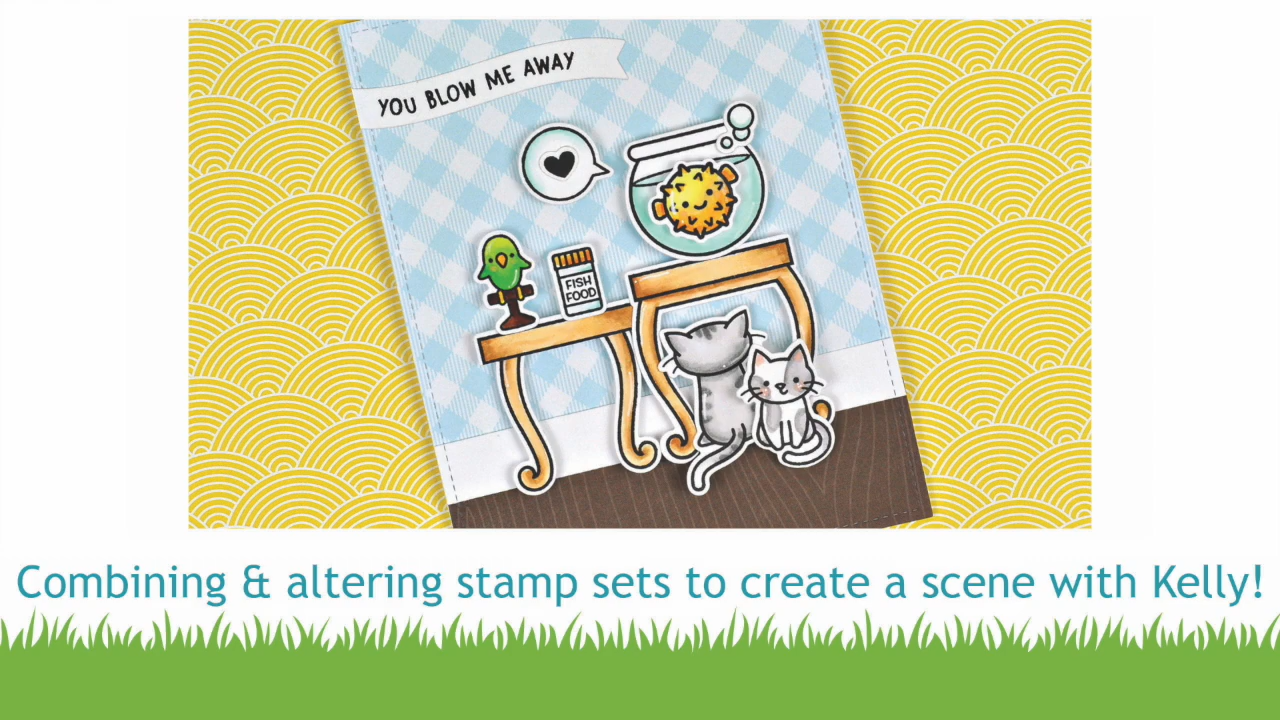 YOU BLOW ME AWAY
FISH
FOOD
Combining & altering stamp sets to create a scene with Kelly!